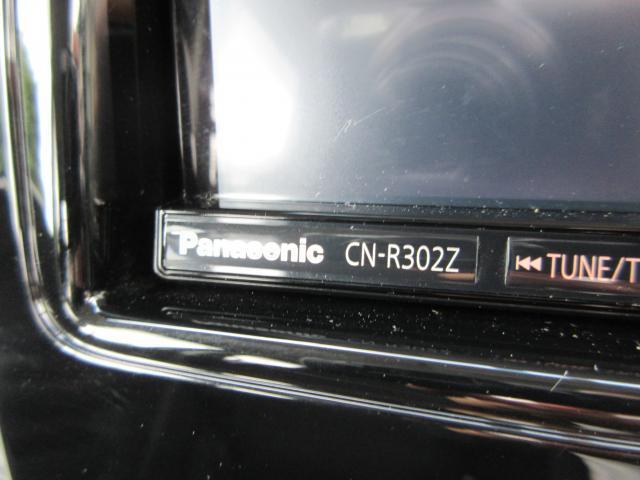 Panasonic CN-R302Z ⏮ TUNE/T